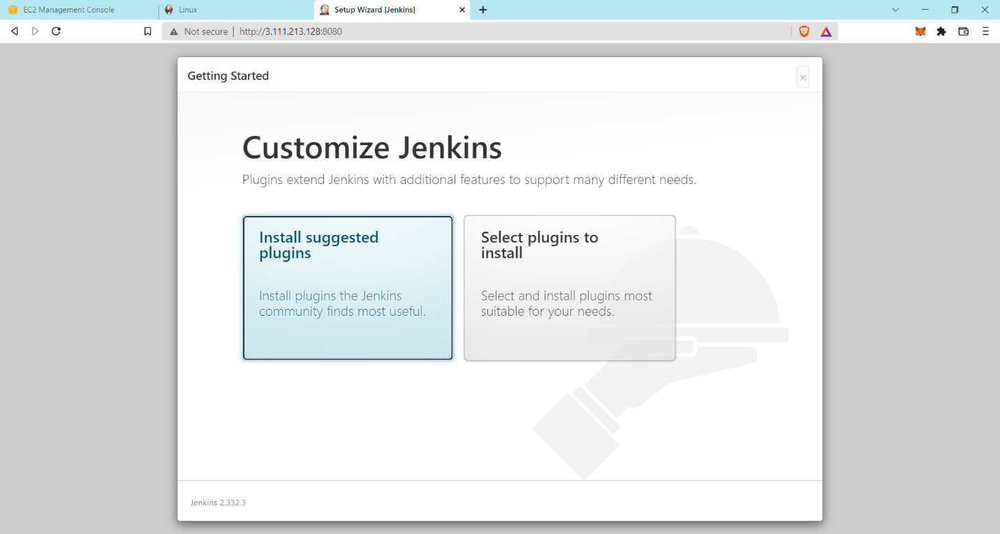 EC2 Management Console
Linux
Setup Wizard [Jenkins]
Not secure | http://3.111.213.128:8080
Getting Started
×
Customize Jenkins
Plugins extend Jenkins with additional features to support many different needs.
Install suggested
plugins
Install plugins the Jenkins
community finds most useful.
Select plugins to
install
Select and install plugins most
suitable for your needs.
Jenkins 2.332.3